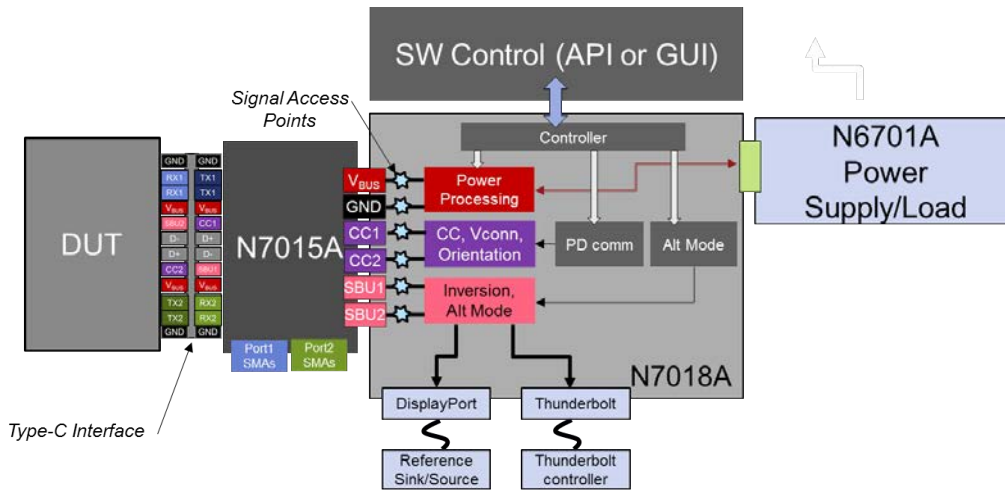 SW Control (API or GUI)
Signal Access
Points
Controller
N6701A
Power
Supply/Load
DUT
GND
GND
RX1
TX1
RX1
TX1
VBUS
VBUS
SBU2
CC1
D-
D+
D+
D-
CC2
SBU1
VBUS
VBUS
TX2
RX2
TX2
RX2
GND
GND
N7015A
VBUS
GND
CC1
CC2
SBU1
SBU2
Power
Processing
CC, Vconn,
Orientation
PD comm
Alt Mode
Inversion,
Alt Mode
N7018A
Port1
SMAs
Port2
SMAs
Type-C Interface
DisplayPort
Thunderbolt
Reference
Sink/Source
Thunderbolt
controller